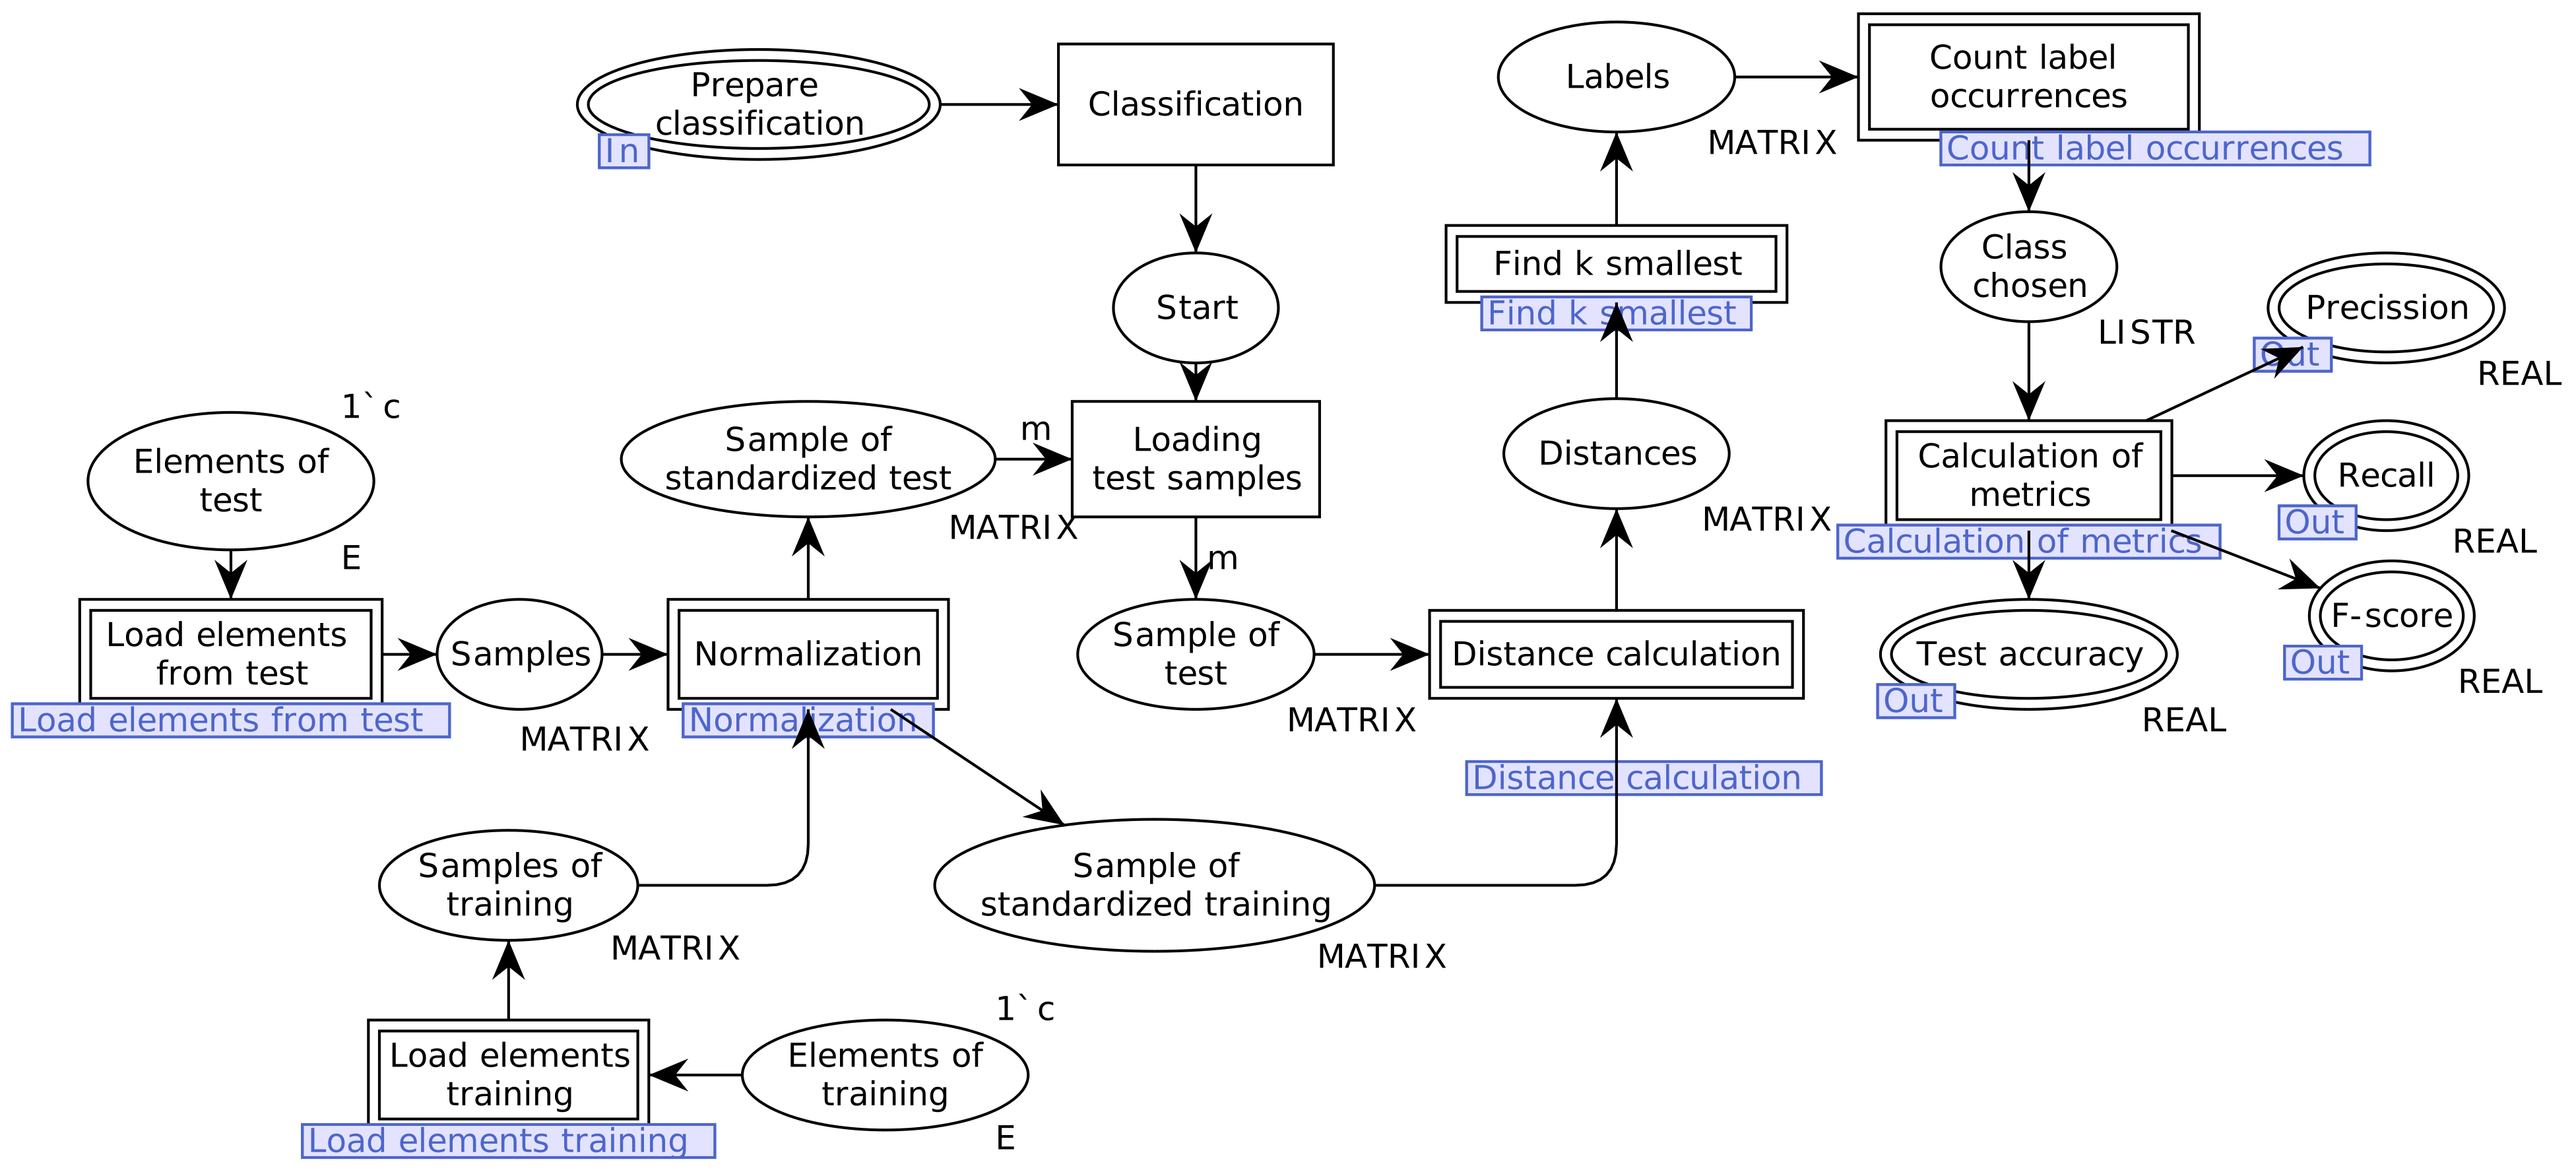 Prepare
classification
In
Classification
Start
Labels
MATRIX
Count label
occurrences
Count label occurrences
Find k smallest
Find k smallest
Class
chosen
LISTR
Precission
Out
REAL
1`c
Elements of
test
E
Sample of
standardized test
m
MATRIX
Loading
test samples
m
Distances
MATRIX
Calculation of
metrics
Calculation of metrics
Recall
Out
REAL
F-score
Out
REAL
Test accuracy
Out
REAL
Load elements
from test
Load elements from test
Samples
MATRIX
Normalization
Normalization
Sample of
test
MATRIX
Distance calculation
Distance calculation
Samples of
training
MATRIX
Sample of
standardized training
MATRIX
Load elements
training
Load elements training
1`c
Elements of
training
E